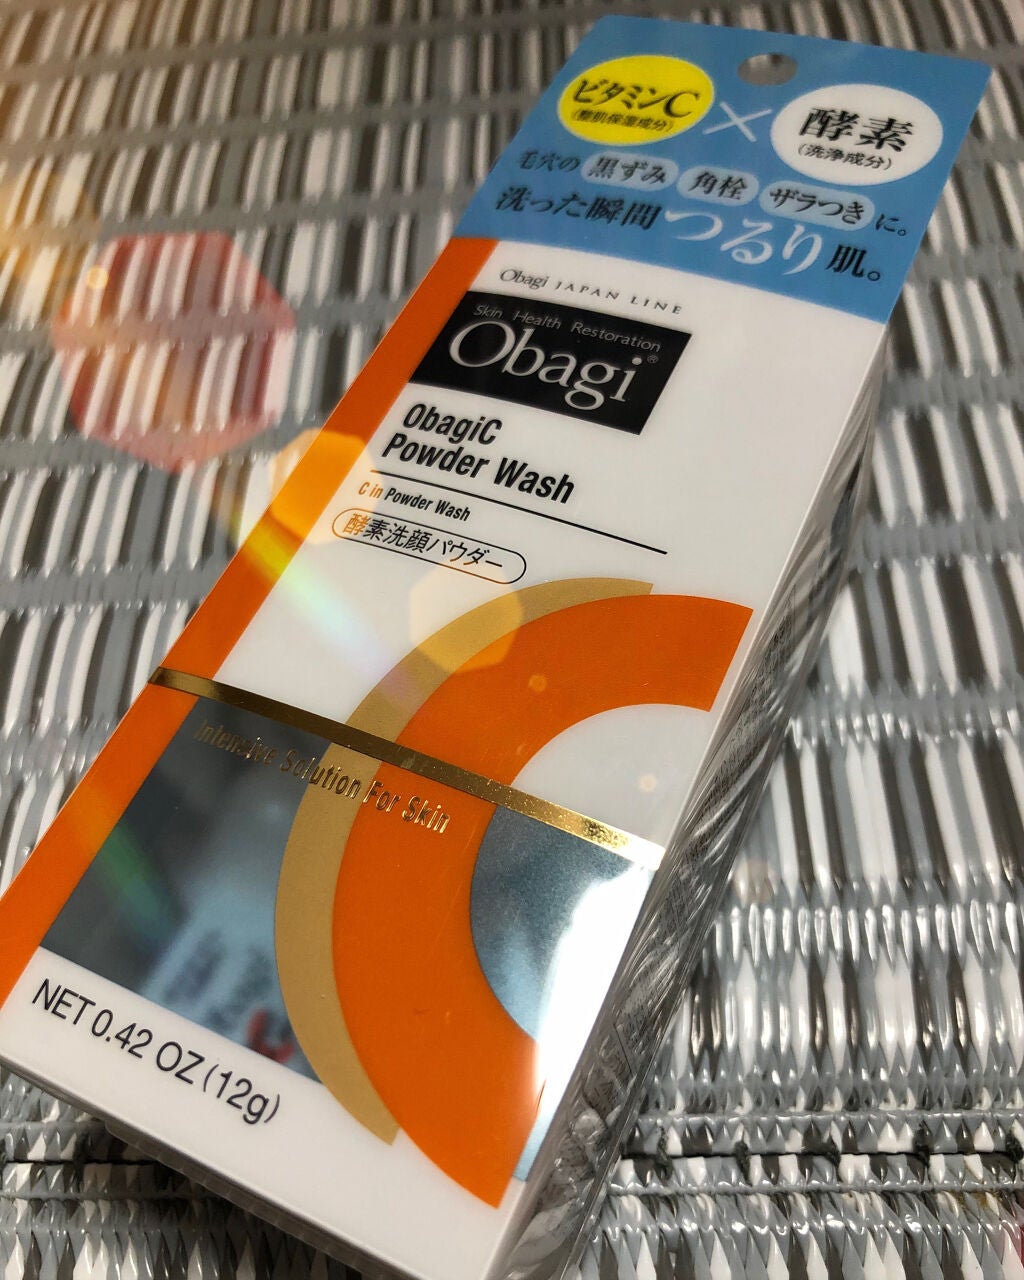 ビタミンC
(整肌保湿成分)
×
酵素
(洗浄成分)
毛穴の 黒ずみ 角栓 ザラつき に。
洗った瞬間 つるり 肌。
Obagi JAPAN LINE
Skin Health Restoration
Obagi®
ObagiC
Powder Wash
C in Powder Wash
酵素洗顔パウダー
Intensive Solution For Skin
NET 0.42 OZ (12g)